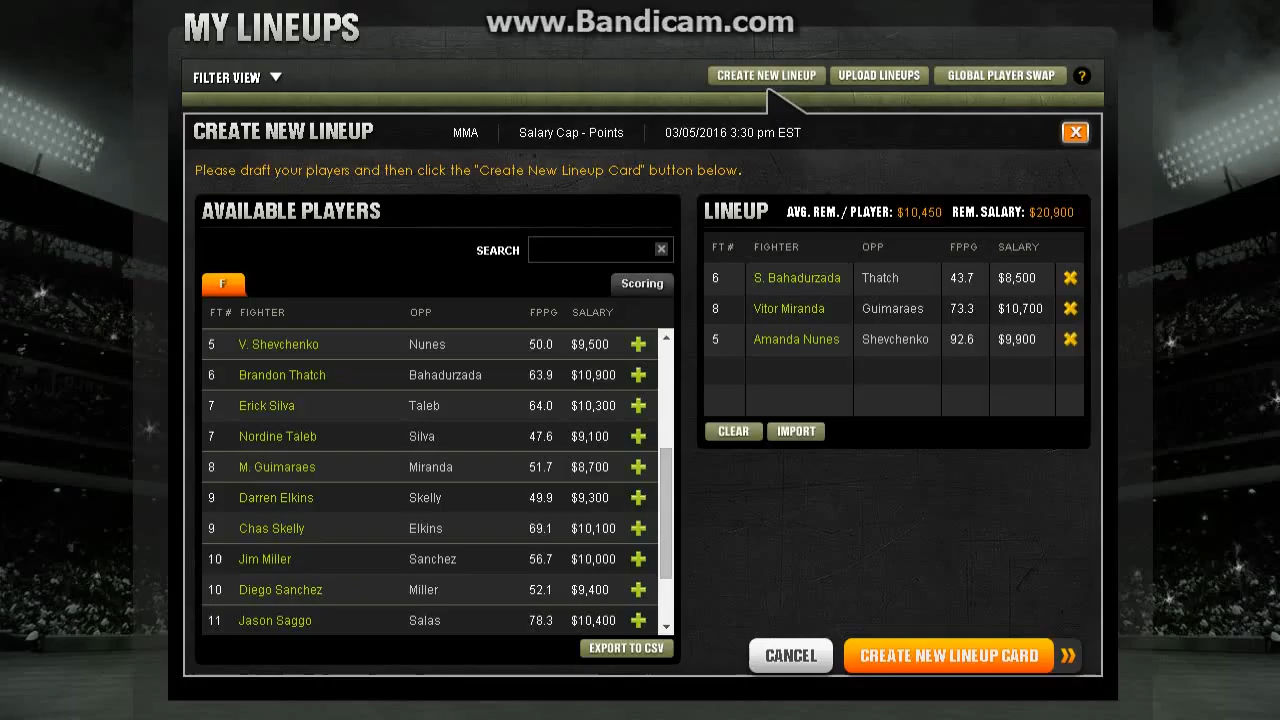 MY LINEUPS
www.Bandicam.com
FILTER VIEW
CREATE NEW LINEUP
UPLOAD LINEUPS
GLOBAL PLAYER SWAP
?
CREATE NEW LINEUP MMA Salary Cap - Points 03/05/2016 3:30 pm EST X
Please draft your players and then click the "Create New Lineup Card" button below.
AVAILABLE PLAYERS
SEARCH
F
Scoring
FT # FIGHTER OPP FPPG SALARY
5 V. Shevchenko Nunes 50.0 $9,500
6 Brandon Thatch Bahadurzada 63.9 $10,900
7 Erick Silva Taleb 64.0 $10,300
7 Nordine Taleb Silva 47.6 $9,100
8 M. Guimaraes Miranda 51.7 $8,700
9 Darren Elkins Skelly 49.9 $9,300
9 Chas Skelly Elkins 69.1 $10,100
10 Jim Miller Sanchez 56.7 $10,000
10 Diego Sanchez Miller 52.1 $9,400
11 Jason Saggo Salas 78.3 $10,400
EXPORT TO CSV
LINEUP AVG. REM. / PLAYER: $10,450 REM. SALARY: $20,900
FT # FIGHTER OPP FPPG SALARY
6 S. Bahadurzada Thatch 43.7 $8,500
8 Vitor Miranda Guimaraes 73.3 $10,700
5 Amanda Nunes Shevchenko 92.6 $9,900
CLEAR
IMPORT
CANCEL
CREATE NEW LINEUP CARD